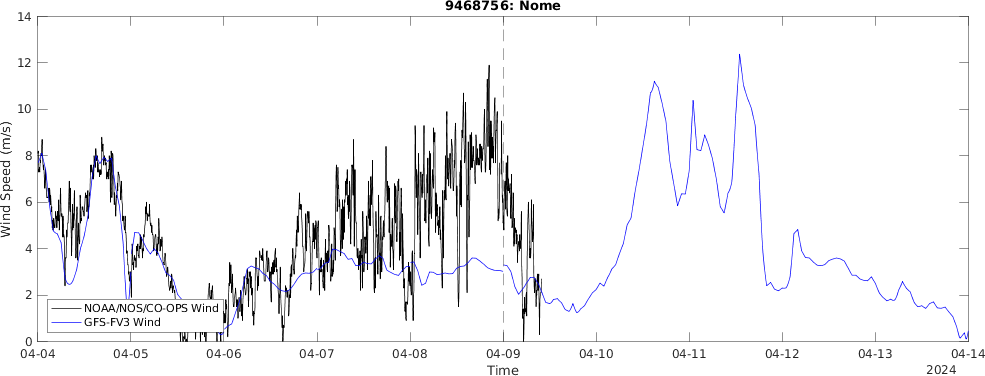 9468756: Nome
14
12
10
8
6
4
2
0
Wind Speed (m/s)
NOAA/NOS/CO-OPS Wind
GFS-FV3 Wind
04-04 04-05 04-06 04-07 04-08 04-09 04-10 04-11 04-12 04-13 04-14
Time
2024